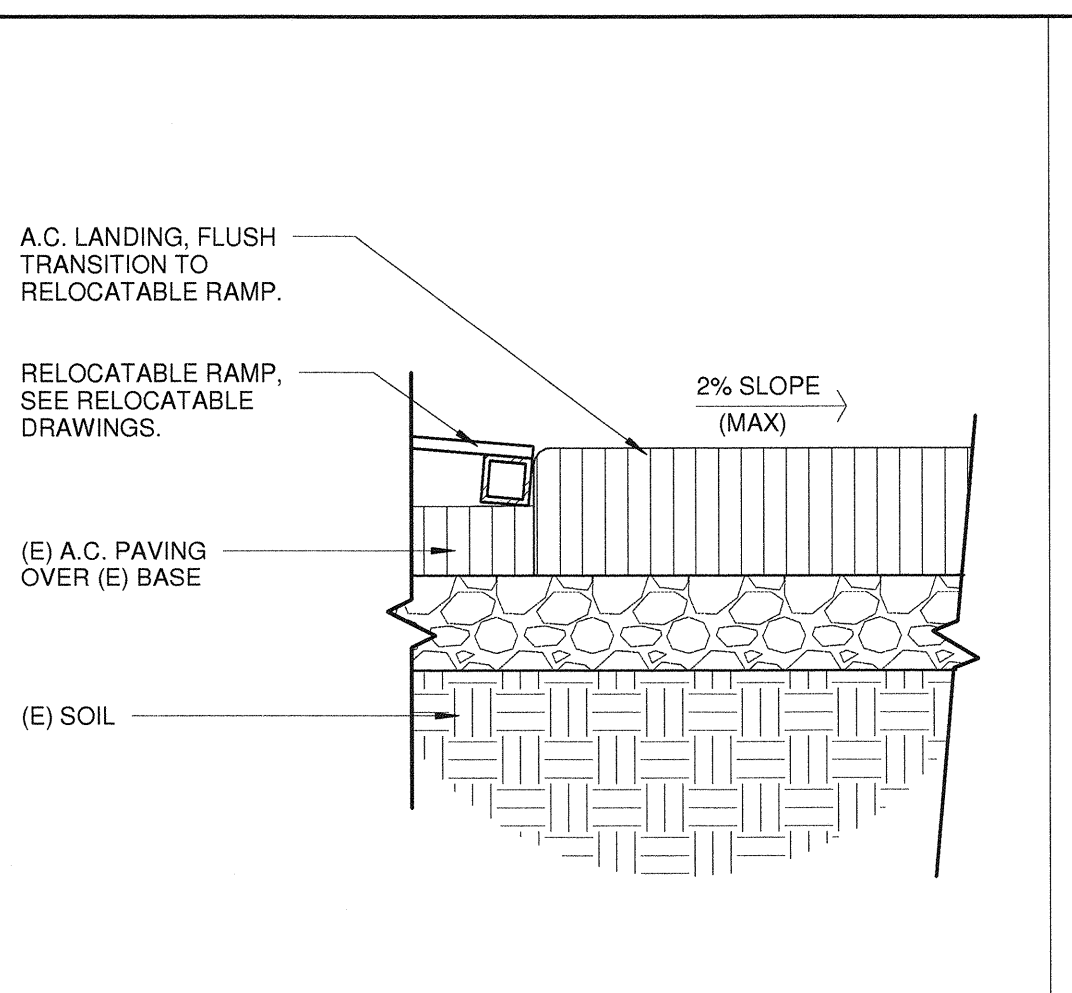 A.C. LANDING, FLUSH
TRANSITION TO
RELOCATABLE RAMP.
RELOCATABLE RAMP,
SEE RELOCATABLE
DRAWINGS.
2% SLOPE
(MAX)
(E) A.C. PAVING
OVER (E) BASE
(E) SOIL